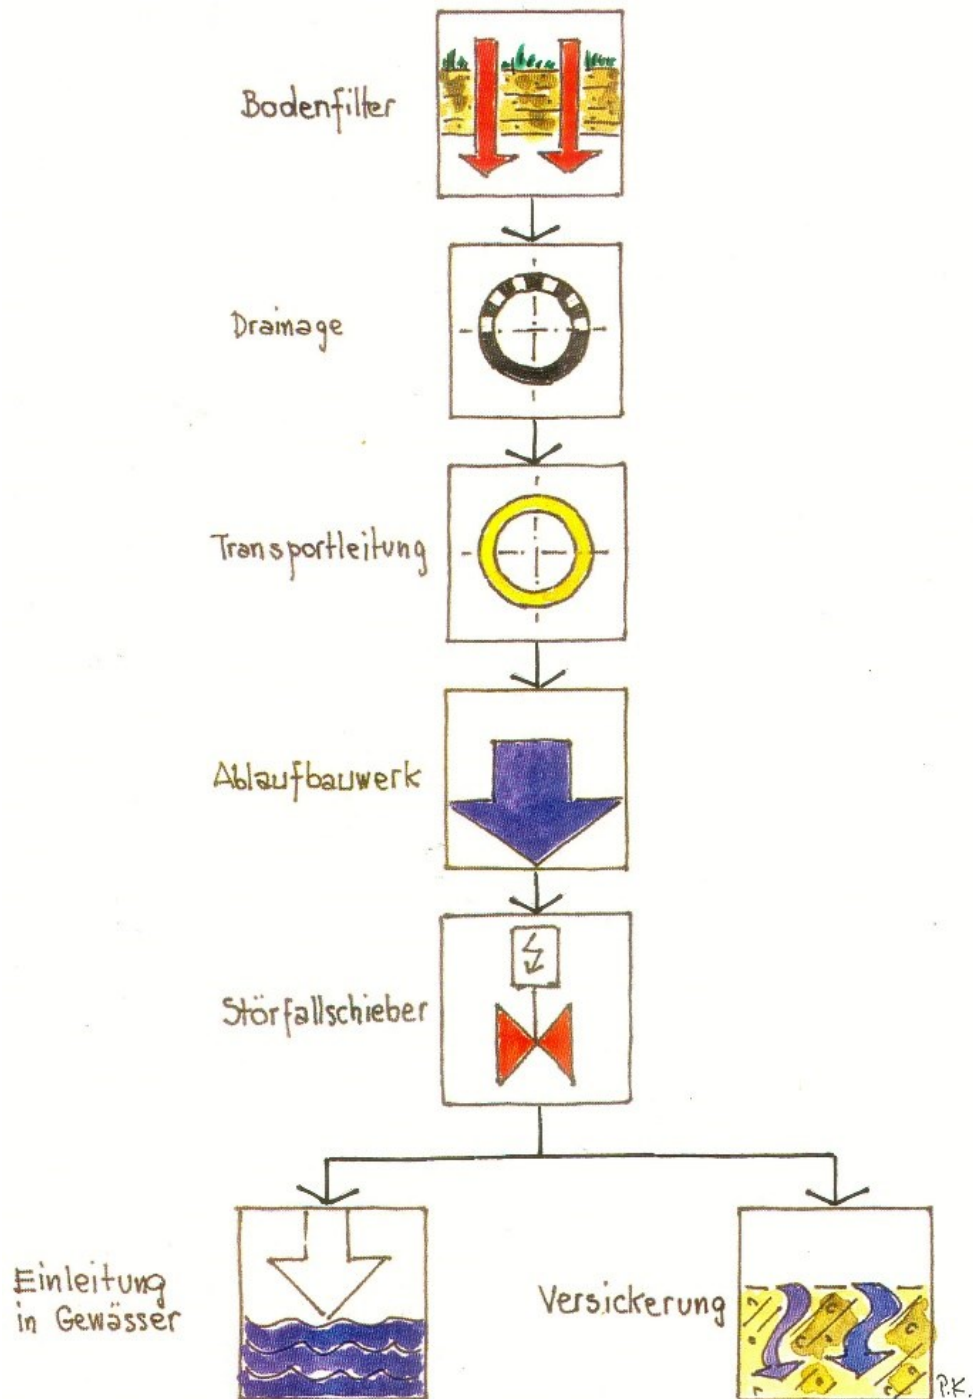 Bodenfilter
Drainage
Transportleitung
Ablaufbauwerk
Störfallschieber
Einleitung
in Gewässer
Versickerung
P.K.